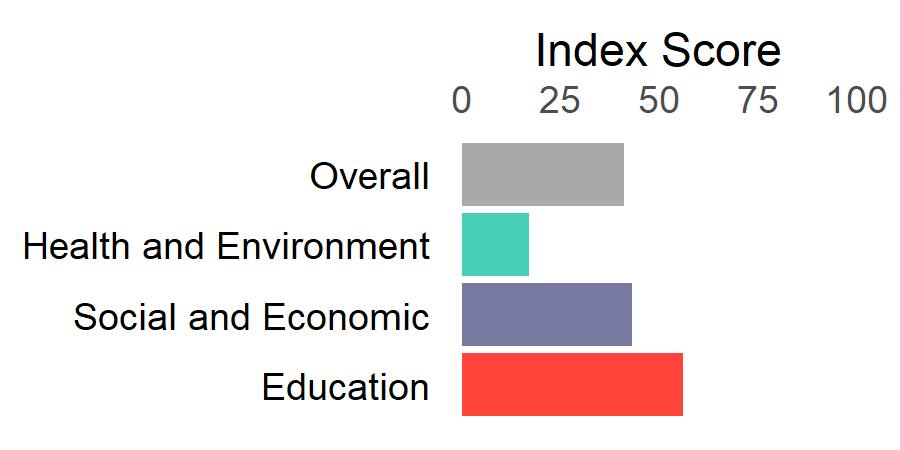 Index Score
0 25 50 75 100
Overall
Health and Environment
Social and Economic
Education